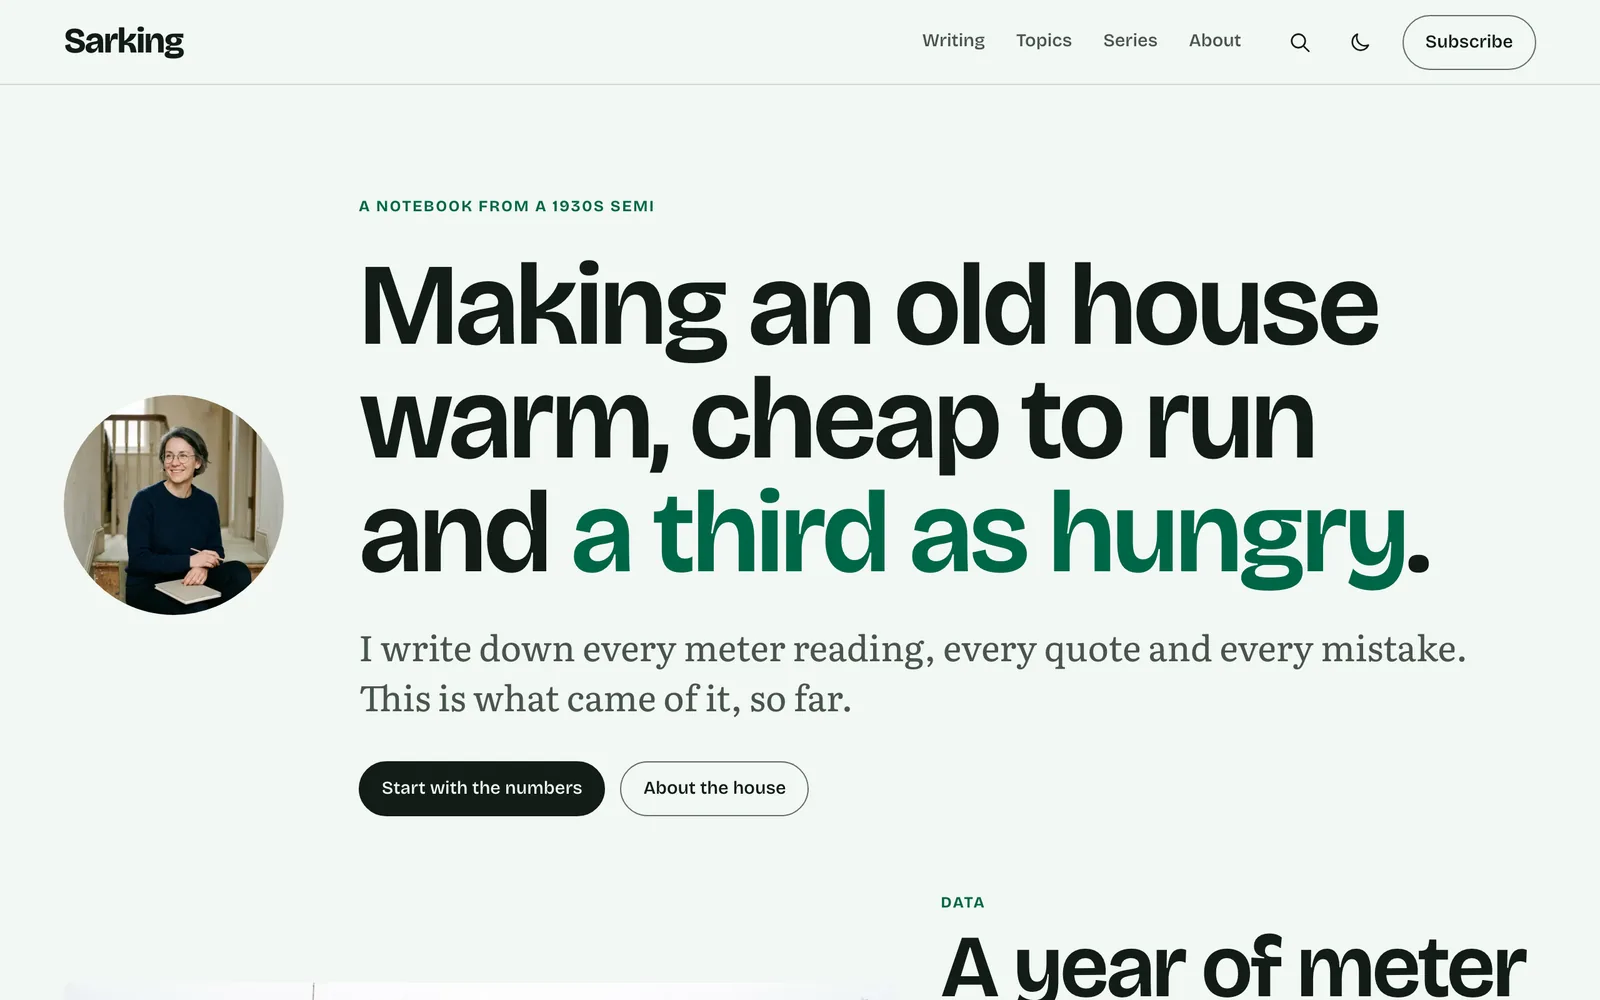 Sarking
Writing Topics Series About Subscribe
A NOTEBOOK FROM A 1930S SEMI
Making an old house
warm, cheap to run
and a third as hungry.
I write down every meter reading, every quote and every mistake.
This is what came of it, so far.
Start with the numbers About the house
DATA
A year of meter